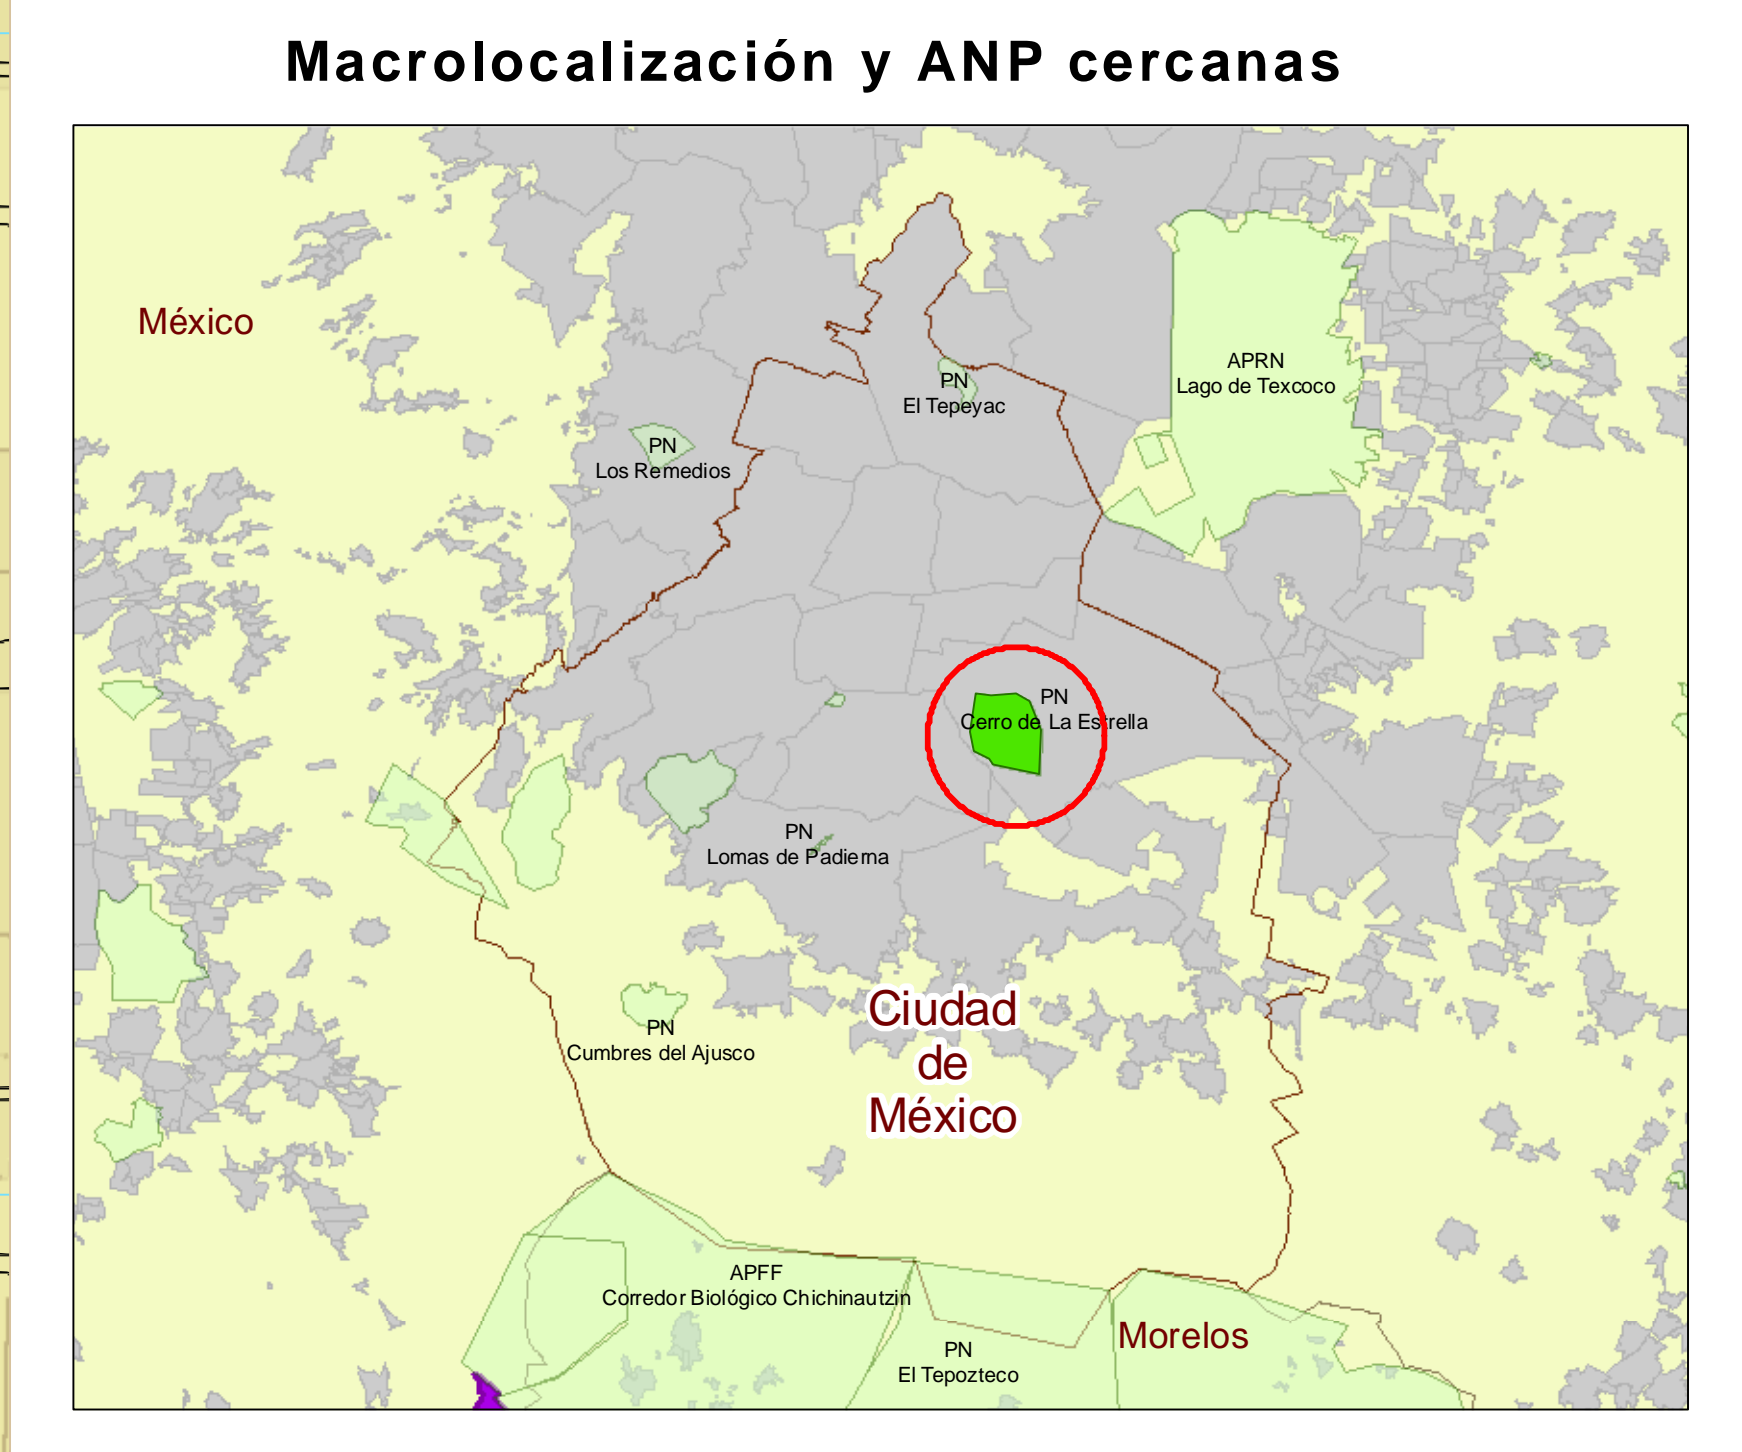 Macrolocalización y ANP cercanas
México
APRN
Lago de Texcoco
PN
El Tepeyac
PN
Los Remedios
PN
Cerro de La Estrella
PN
Lomas de Padierna
Ciudad
de
México
PN
Cumbres del Ajusco
APFF
Corredor Biológico Chichinautzin
Morelos
PN
El Tepozteco